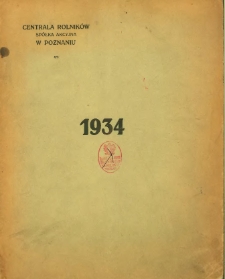 CENTRALA ROLNIKÓW
SPÓŁKA AKCYJNA
W POZNANIU
1934